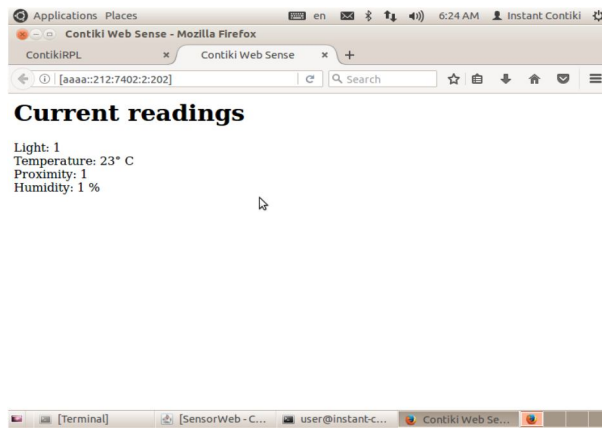 Applications Places en 6:24 AM Instant Contiki
Contiki Web Sense - Mozilla Firefox
ContikiRPL × Contiki Web Sense × +
[aaaa::212:7402:2:202] Search
Current readings
Light: 1
Temperature: 23° C
Proximity: 1
Humidity: 1 %
[Terminal] [SensorWeb - C... user@instant-c... Contiki Web Se...